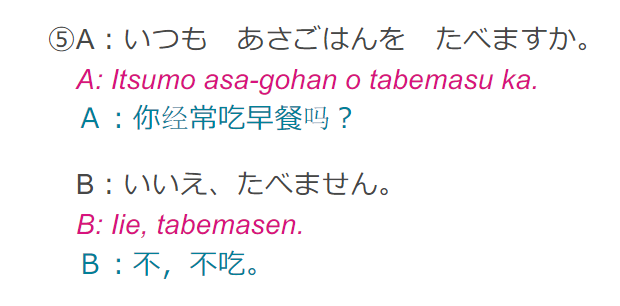 ⑤A：いつも　あさごはんを　たべますか。
A: Itsumo asa-gohan o tabemasu ka.
A：你经常吃早餐吗？
B：いいえ、たべません。
B: Iie, tabemasen.
B：不，不吃。